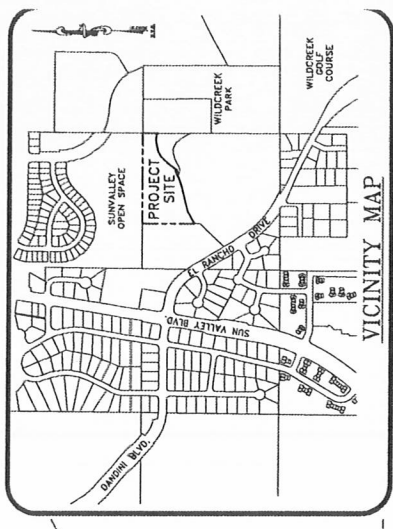 WILDCREEK
GOLF
COURSE
WILDCREEK
PARK
SUNVALLEY
OPEN SPACE
PROJECT
SITE
EL RANCHO
DRIVE
SUN VALLEY BLVD.
DANDINI BLVD.
VICINITY MAP